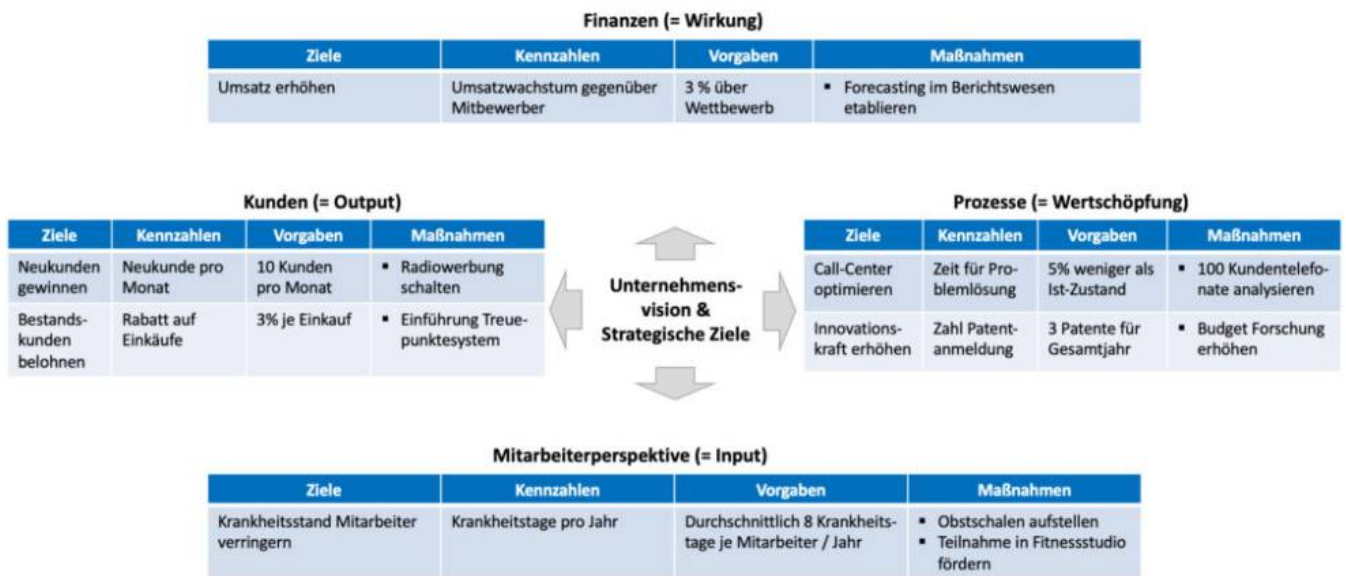 Finanzen (= Wirkung)
Ziele Kennzahlen Vorgaben Maßnahmen
Umsatz erhöhen Umsatzwachstum gegenüber 3 % über ▪ Forecasting im Berichtswesen
Mitbewerber Wettbewerb etablieren
Kunden (= Output)
Ziele Kennzahlen Vorgaben Maßnahmen
Neukunden Neukunde pro 10 Kunden ▪ Radiowerbung
gewinnen Monat pro Monat schalten
Bestands- Rabatt auf 3% je Einkauf ▪ Einführung Treue-
kunden Einkäufe punktesystem
belohnen
Unternehmens-
vision &
Strategische Ziele
Prozesse (= Wertschöpfung)
Ziele Kennzahlen Vorgaben Maßnahmen
Call-Center Zeit für Pro- 5% weniger als ▪ 100 Kundentelefo-
optimieren blemlösung Ist-Zustand nate analysieren
Innovations- Zahl Patent- 3 Patente für ▪ Budget Forschung
kraft erhöhen anmeldung Gesamtjahr erhöhen
Mitarbeiterperspektive (= Input)
Ziele Kennzahlen Vorgaben Maßnahmen
Krankheitsstand Mitarbeiter Krankheitstage pro Jahr Durchschnittlich 8 Krankheits- ▪ Obstschalen aufstellen
verringern tage je Mitarbeiter / Jahr ▪ Teilnahme in Fitnessstudio
fördern